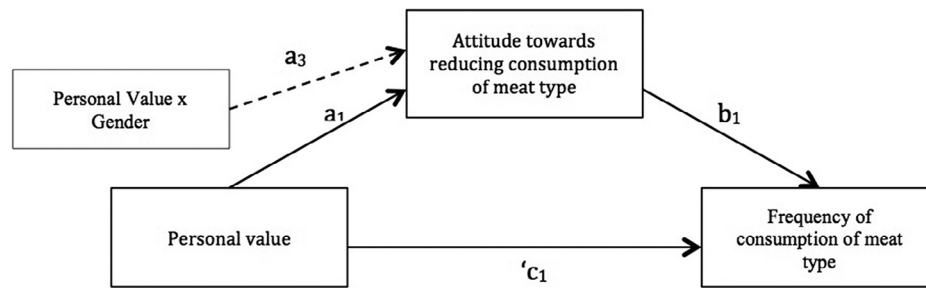 Attitude towards
reducing consumption
of meat type
a₃
Personal Value x
Gender
a₁
b₁
Personal value
Frequency of
consumption of meat
type
‘c₁